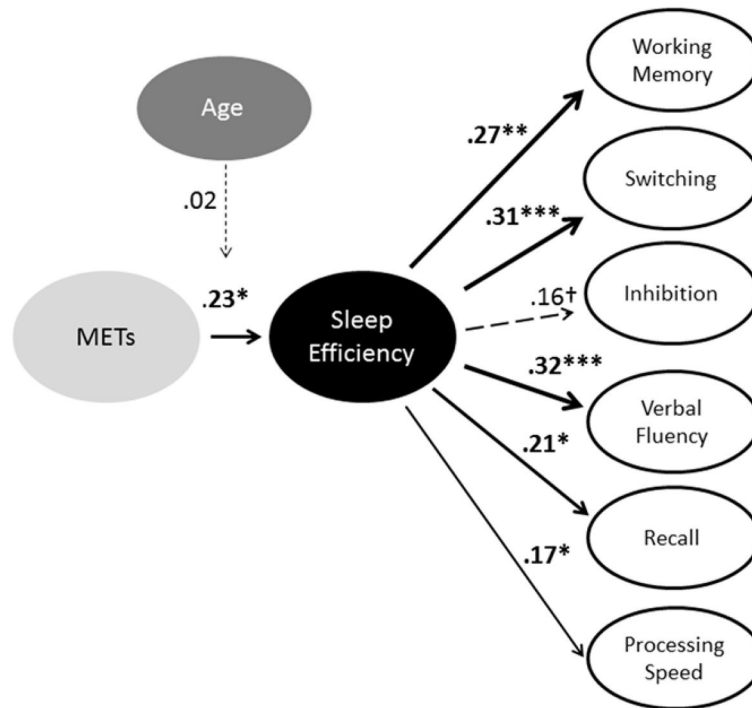 Working
Memory
Age
.27**
Switching
.02
.31***
.23*
.16†
Inhibition
METs
Sleep
Efficiency
.32***
Verbal
Fluency
.21*
Recall
.17*
Processing
Speed